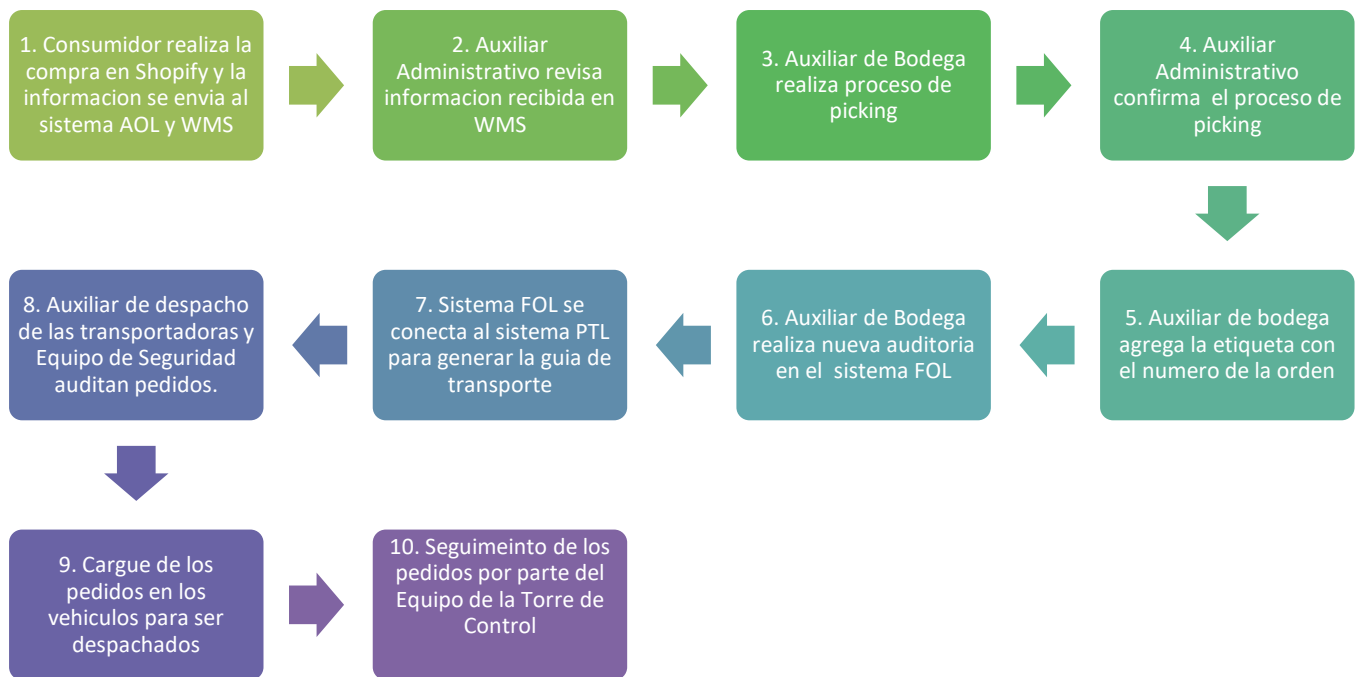 1. Consumidor realiza la
compra en Shopify y la
informacion se envia al
sistema AOL y WMS
2. Auxiliar
Administrativo revisa
informacion recibida en
WMS
3. Auxiliar de Bodega
realiza proceso de
picking
4. Auxiliar
Administrativo
confirma  el proceso de
picking
5. Auxiliar de bodega
agrega la etiqueta con
el numero de la orden
6. Auxiliar de Bodega
realiza nueva auditoria
en el  sistema FOL
7. Sistema FOL se
conecta al sistema PTL
para generar la guia de
transporte
8. Auxiliar de despacho
de las transportadoras y
Equipo de Seguridad
auditan pedidos.
9. Cargue de los
pedidos en los
vehiculos para ser
despachados
10. Seguimeinto de los
pedidos por parte del
Equipo de la Torre de
Control